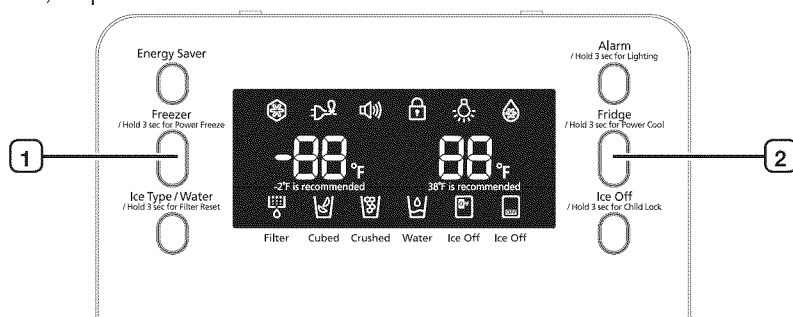 Energy Saver
Alarm
/ Hold 3 sec for Lighting
Freezer
/ Hold 3 sec for Power Freeze
Fridge
/ Hold 3 sec for Power Cool
1
2
-88°F
88°F
-2°F is recommended
38°F is recommended
Ice Type / Water
/ Hold 3 sec for Filter Reset
Ice Off
/ Hold 3 sec for Child Lock
OFF
Filter Cubed Crushed Water Ice Off Ice Off